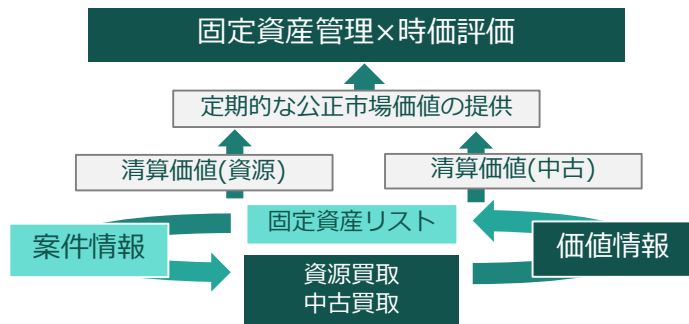 固定資産管理×時価評価
定期的な公正市場価値の提供
清算価値(資源)
清算価値(中古)
固定資産リスト
案件情報
価値情報
資源買取
中古買取